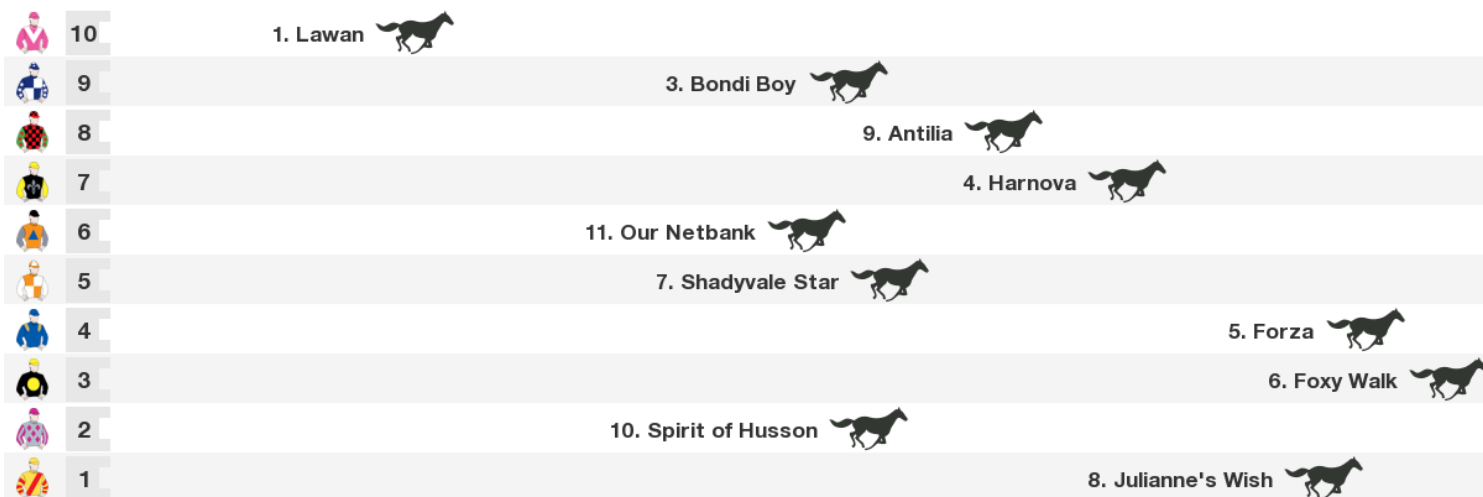 10 1. Lawan
9 3. Bondi Boy
8 9. Antilia
7 4. Harnova
6 11. Our Netbank
5 7. Shadyvale Star
4 5. Forza
3 6. Foxy Walk
2 10. Spirit of Husson
1 8. Julianne's Wish